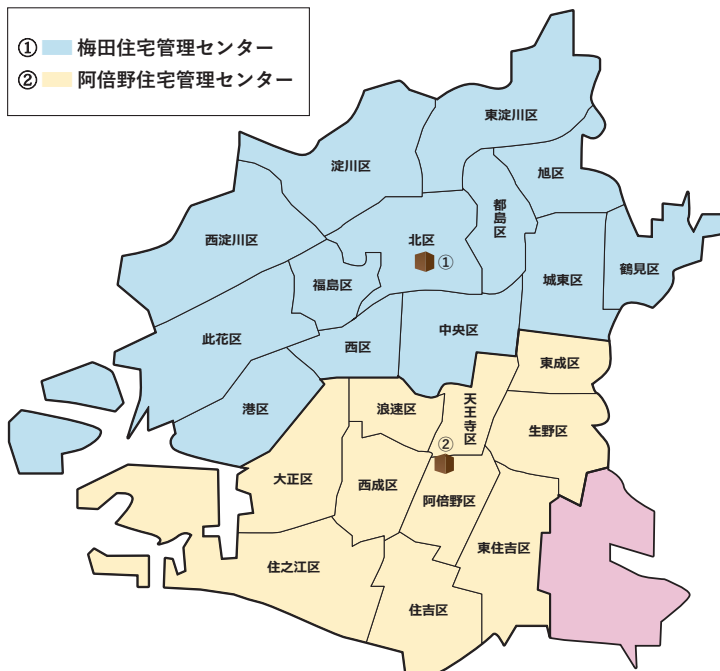 ① 梅田住宅管理センター
② 阿倍野住宅管理センター
東淀川区
淀川区
旭区
都島区
西淀川区
北区
①
鶴見区
城東区
福島区
中央区
此花区
西区
東成区
港区
浪速区
天王寺区
生野区
②
大正区
西成区
阿倍野区
東住吉区
住之江区
住吉区